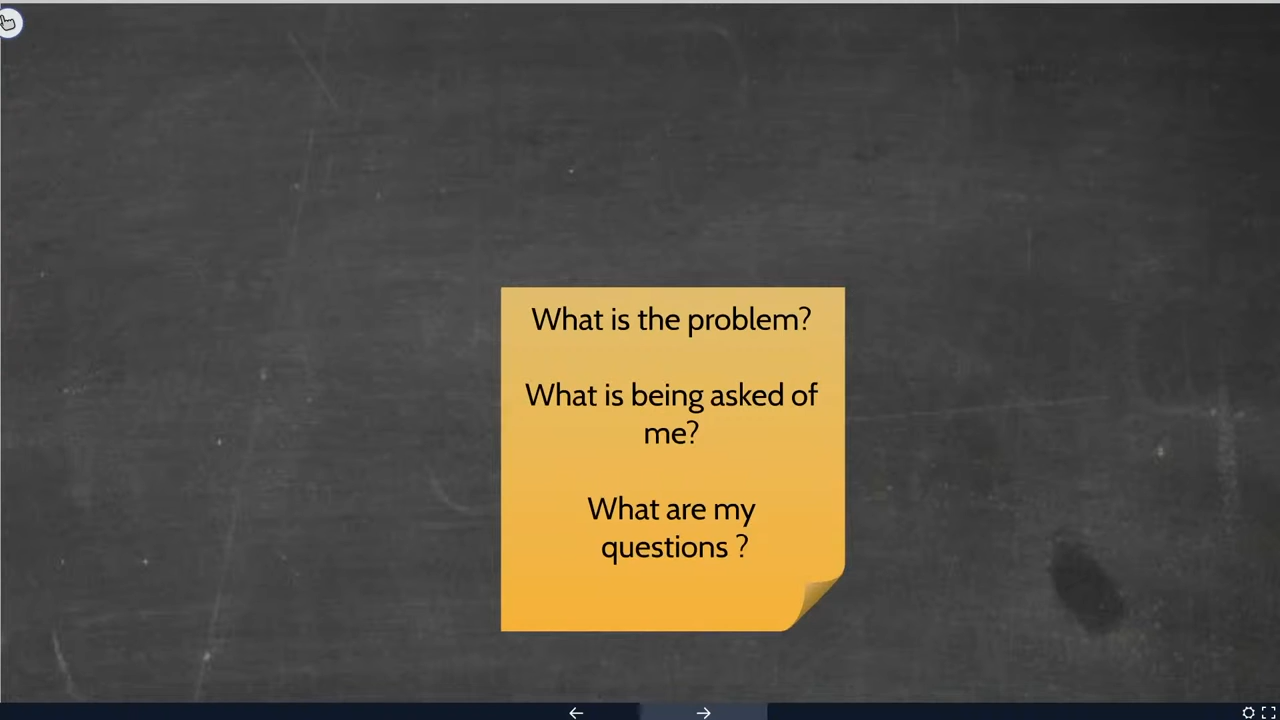 What is the problem?
What is being asked of
me?
What are my
questions ?